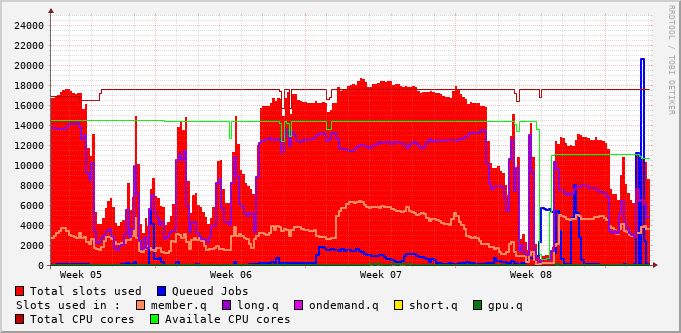 24000
22000
20000
18000
16000
14000
12000
10000
8000
6000
4000
2000
0
Week 05 Week 06 Week 07 Week 08
RRDTOOL / TOBI OETIKER
Total slots used Queued Jobs
Slots used in : member.q long.q ondemand.q short.q gpu.q
Total CPU cores Availale CPU cores